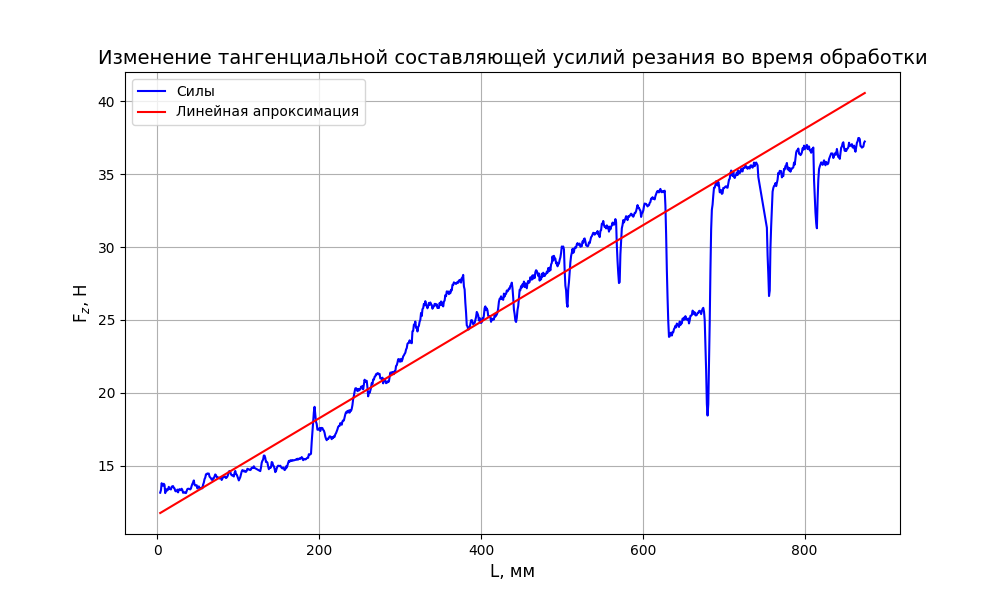 Изменение тангенциальной составляющей усилий резания во время обработки
Силы
Линейная апроксимация
40
35
30
25
20
15
F_z, Н
0 200 400 600 800
L, мм